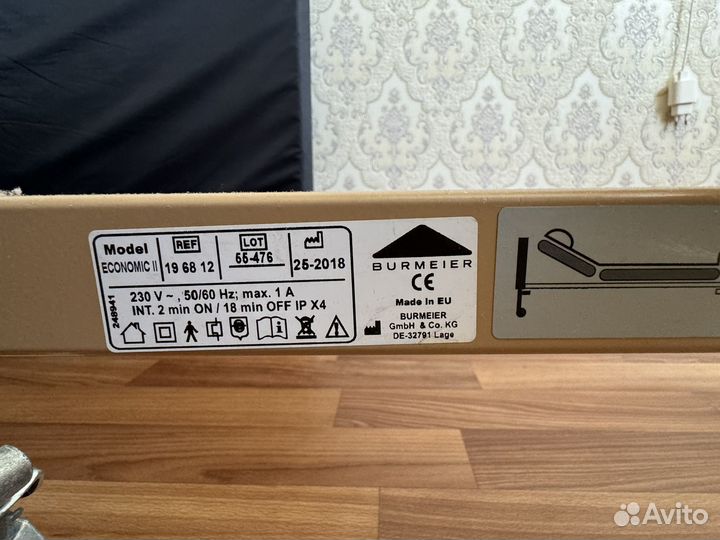 Model REF LOT
ECONOMIC II 19 68 12 55-476 25-2018
230 V ~ , 50/60 Hz; max. 1 A
INT. 2 min ON / 18 min OFF IP X4
248941
BURMEIER
CE
Made in EU
BURMEIER
GmbH & Co. KG
DE-32791 Lage
Avito